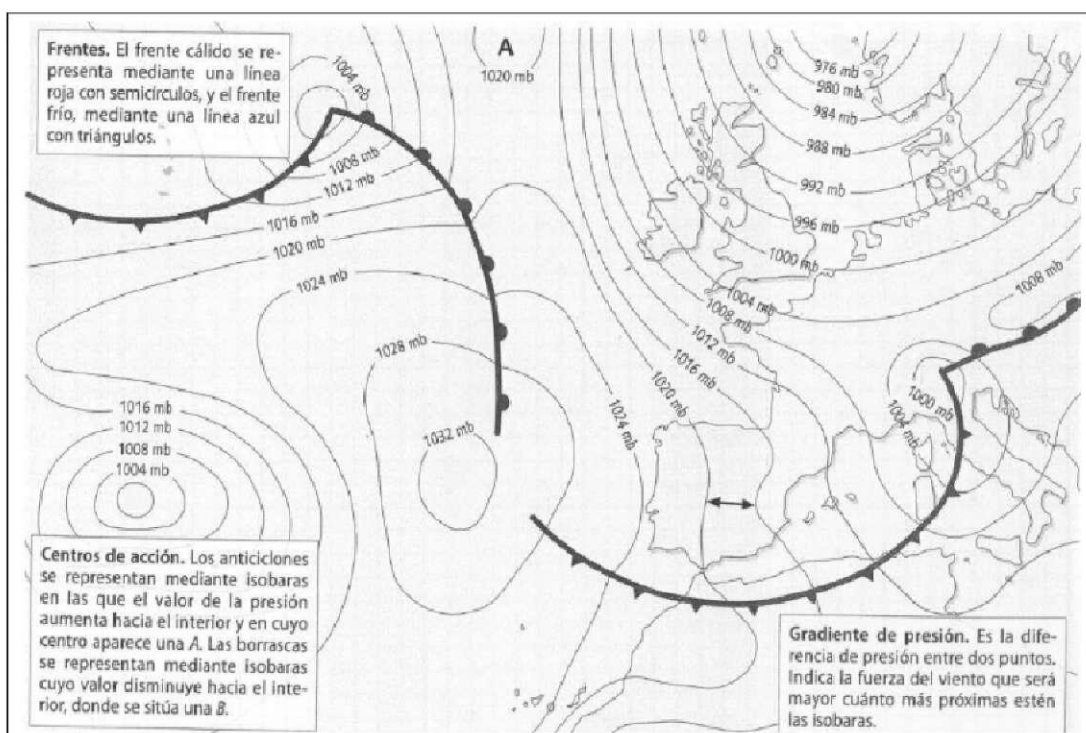 Frentes. El frente cálido se re-
presenta mediante una línea
roja con semicírculos, y el frente
frío, mediante una línea azul
con triángulos.
A
1020 mb
1004
1008 mb
1012 mb
1016 mb
1020 mb
1024 mb
1028 mb
1032 mb
976 mb
980 mb
984 mb
988 mb
992 mb
996 mb
1000 mb
1004 mb
1008 mb
1012 mb
1016 mb
1020 mb
1024 mb
1008 mb
1000 mb
1004 mb
1016 mb
1012 mb
1008 mb
1004 mb
Centros de acción. Los anticiclones
se representan mediante isobaras
en las que el valor de la presión
aumenta hacia el interior y en cuyo
centro aparece una A. Las borrascas
se representan mediante isobaras
cuyo valor disminuye hacia el inte-
rior, donde se sitúa una B.
Gradiente de presión. Es la dife-
rencia de presión entre dos puntos.
Indica la fuerza del viento que será
mayor cuánto más próximas estén
las isobaras.